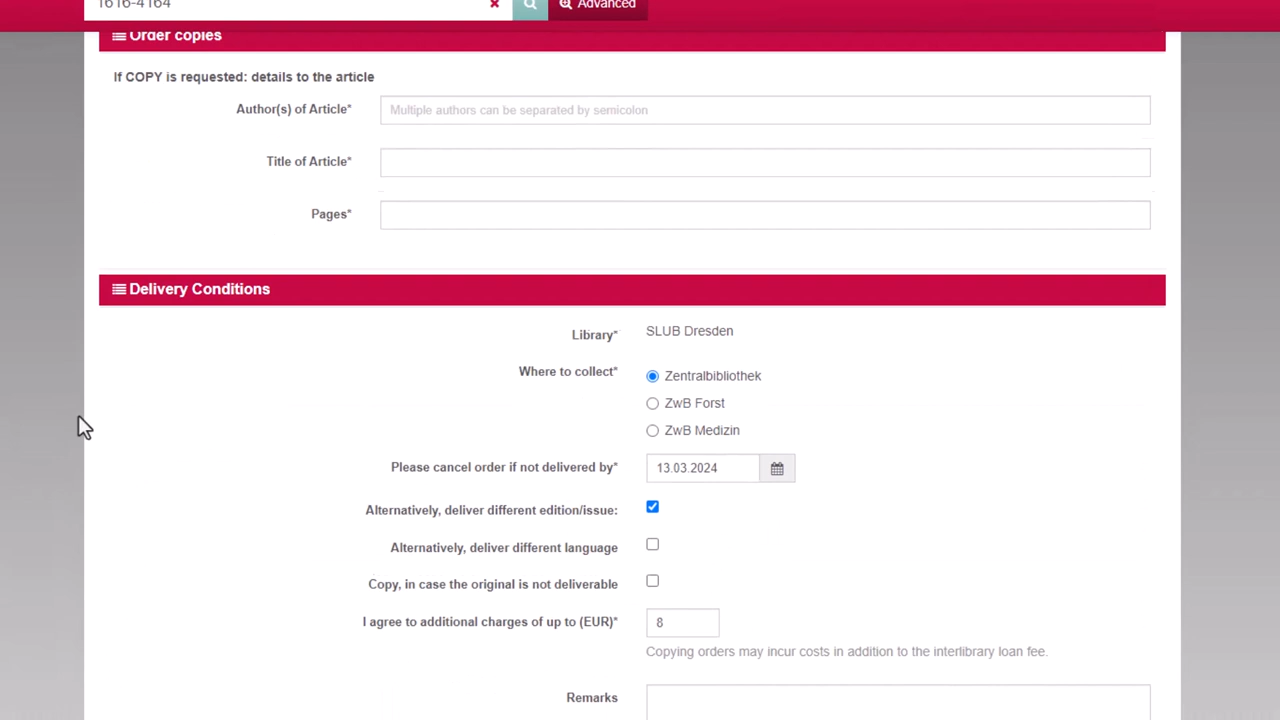 1616-4164
Advanced
Order copies
If COPY is requested: details to the article
Author(s) of Article*
Multiple authors can be separated by semicolon
Title of Article*
Pages*
Delivery Conditions
Library* SLUB Dresden
Where to collect* Zentralbibliothek
ZwB Forst
ZwB Medizin
Please cancel order if not delivered by* 13.03.2024
Alternatively, deliver different edition/issue:
Alternatively, deliver different language
Copy, in case the original is not deliverable
I agree to additional charges of up to (EUR)* 8
Copying orders may incur costs in addition to the interlibrary loan fee.
Remarks